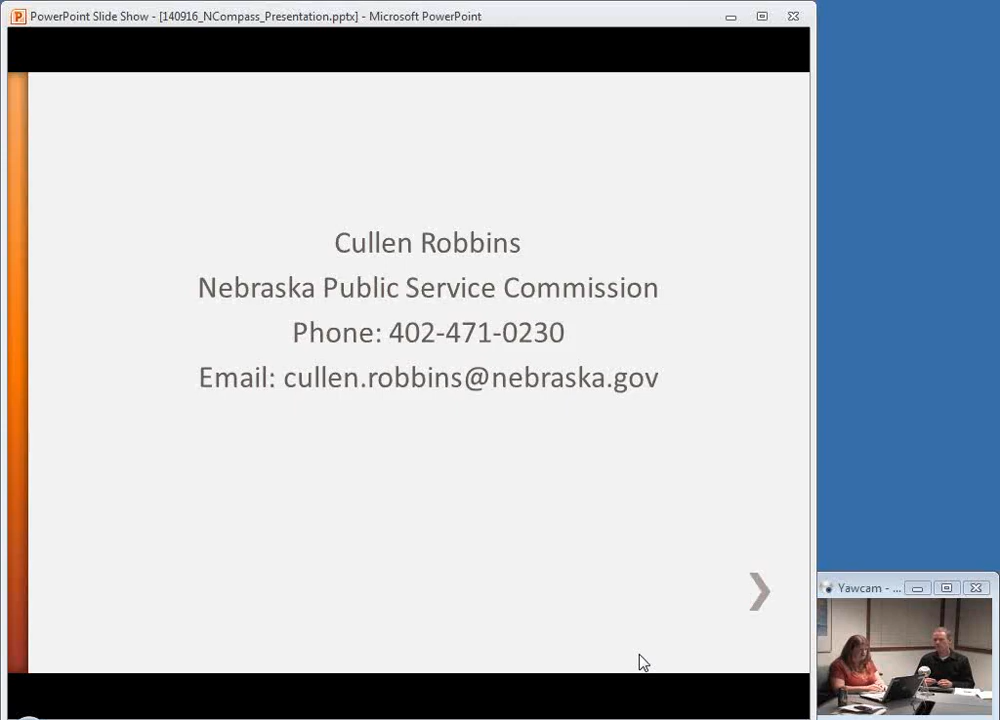 PowerPoint Slide Show - [140916_NCompass_Presentation.pptx] - Microsoft PowerPoint
Cullen Robbins
Nebraska Public Service Commission
Phone: 402-471-0230
Email: cullen.robbins@nebraska.gov
Yawcam - ...